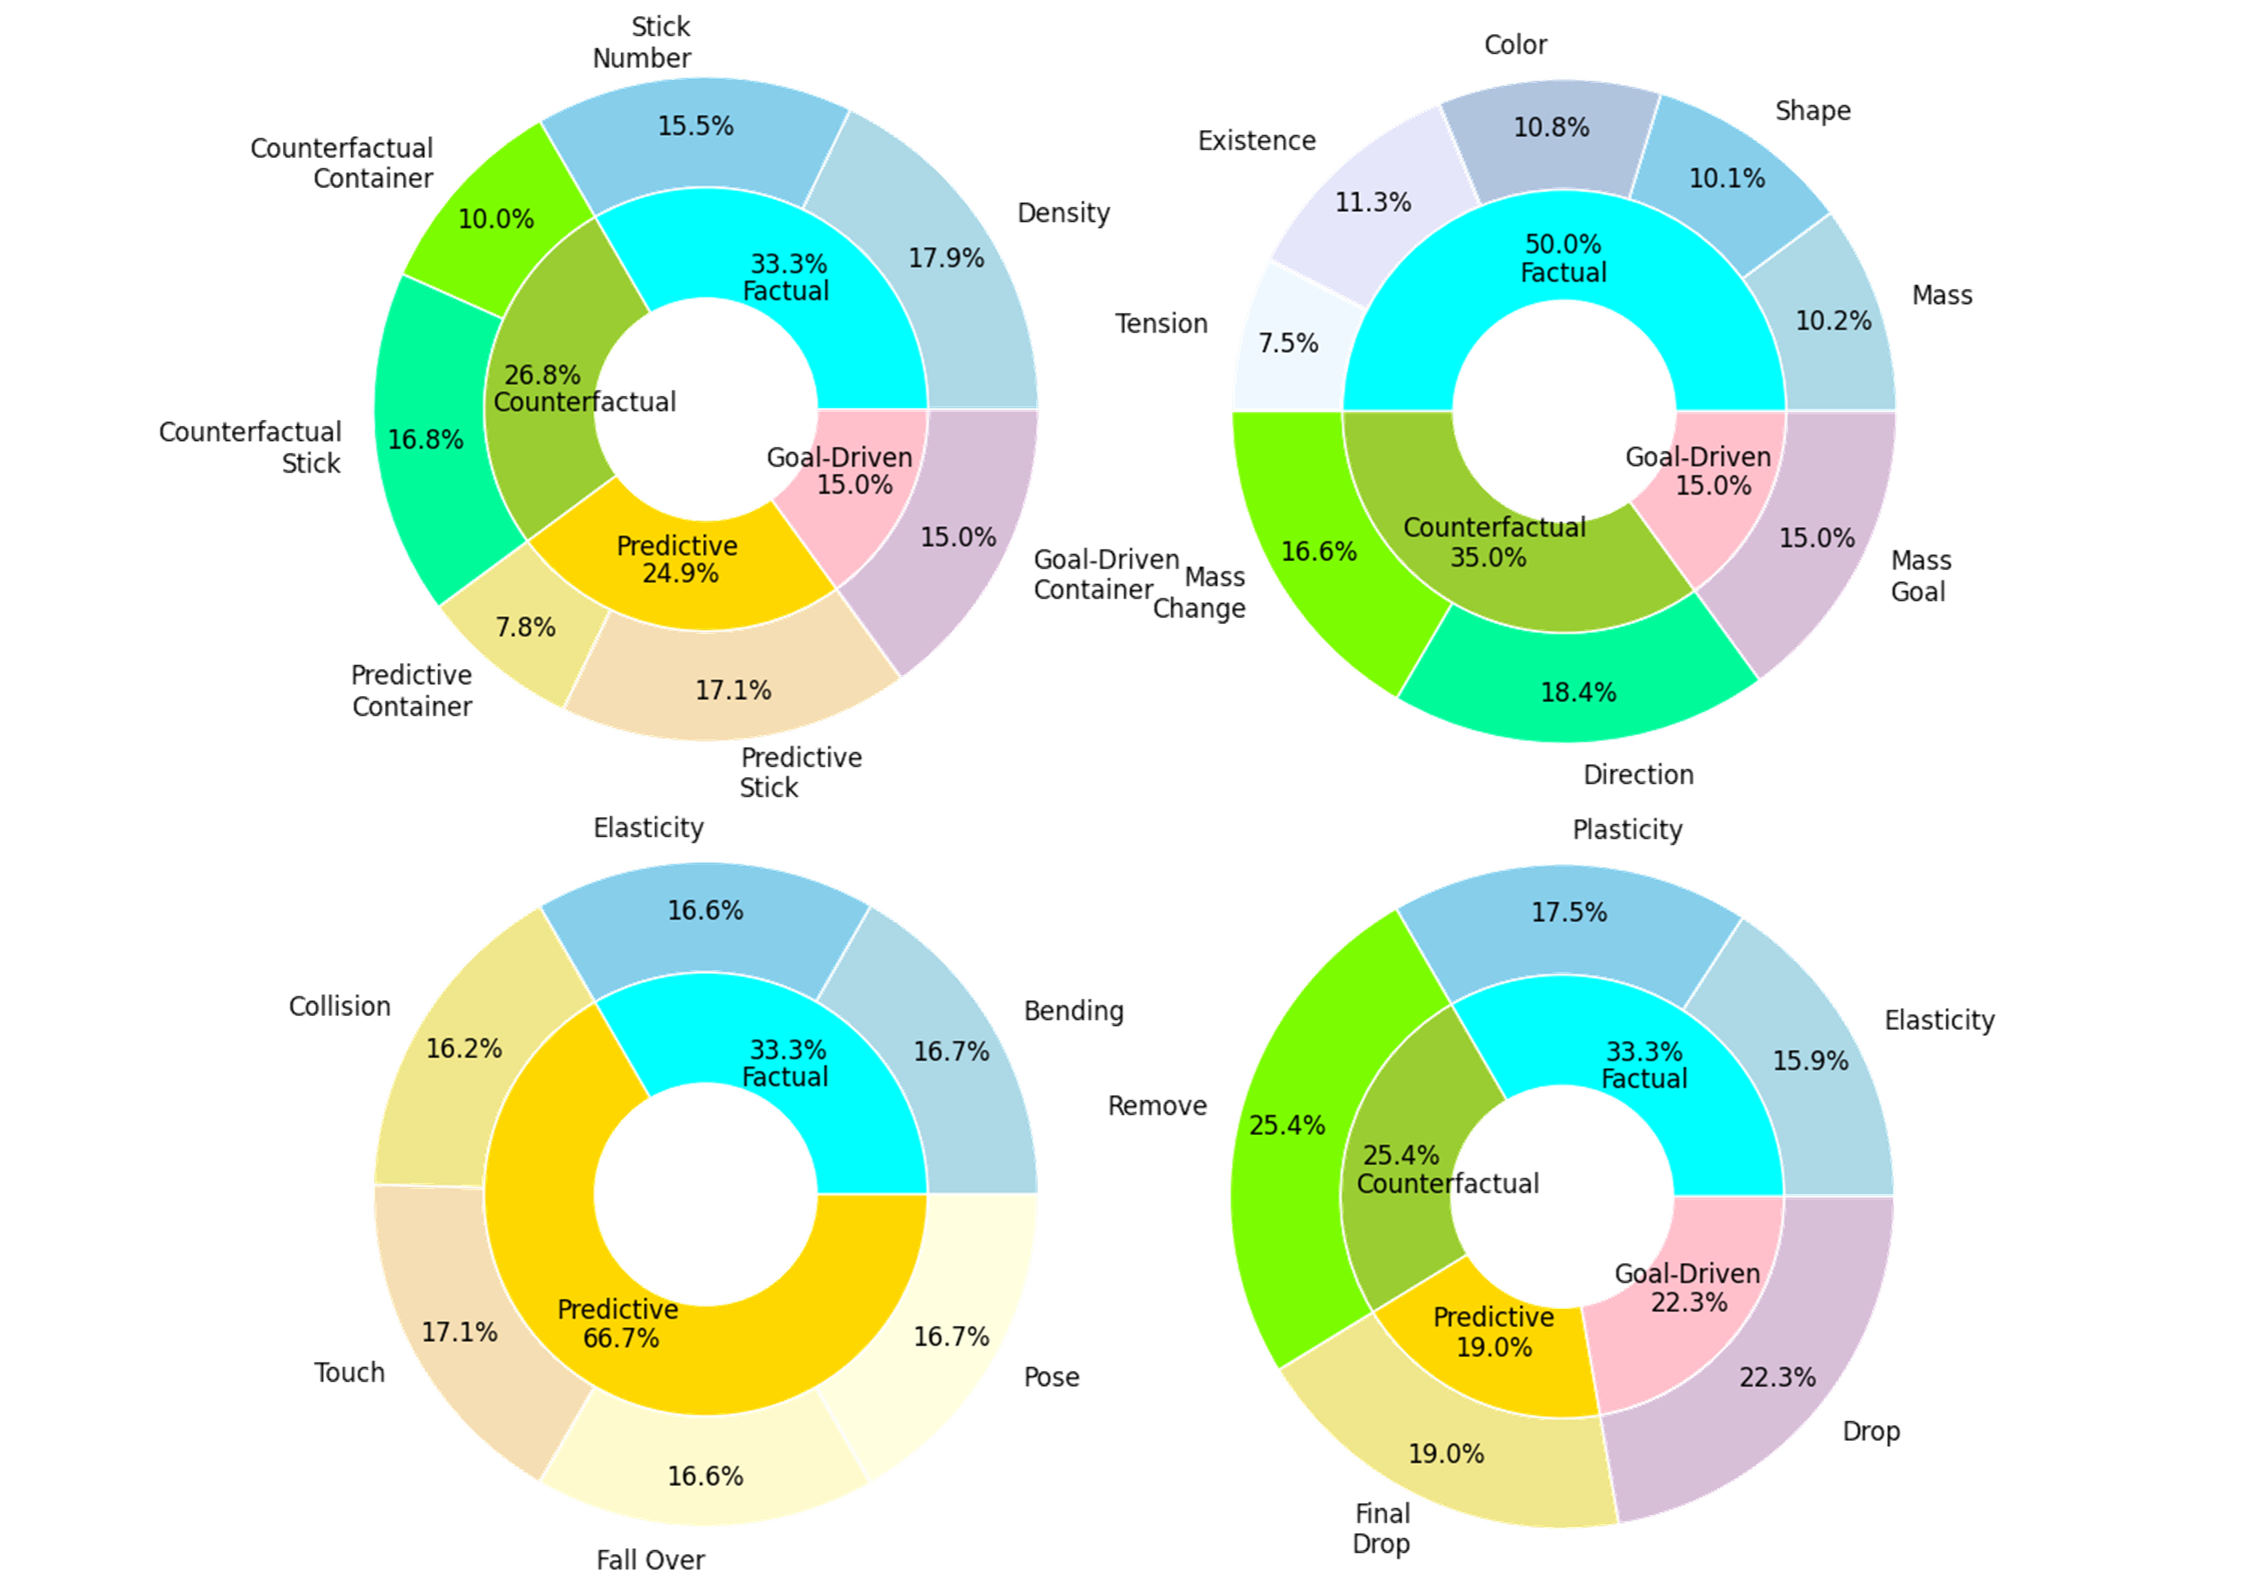 Stick
Number
15.5%
Counterfactual
Container
10.0%
33.3%
Factual
Density
17.9%
26.8%
Counterfactual
Counterfactual
Stick
16.8%
Goal-Driven
15.0%
15.0%
Goal-Driven
Container
Predictive
24.9%
7.8%
Predictive
Container
17.1%
Predictive
Stick
Color
10.8%
Shape
10.1%
Existence
11.3%
50.0%
Factual
Mass
10.2%
Tension
7.5%
Goal-Driven
15.0%
15.0%
Mass
Goal
Counterfactual
35.0%
16.6%
Mass
Change
18.4%
Direction
Elasticity
16.6%
Collision
16.2%
33.3%
Factual
Bending
16.7%
Predictive
66.7%
Touch
17.1%
16.7%
Pose
16.6%
Fall Over
Plasticity
17.5%
33.3%
Factual
Elasticity
15.9%
Remove
25.4%
25.4%
Counterfactual
Goal-Driven
22.3%
Predictive
19.0%
22.3%
Drop
19.0%
Final
Drop